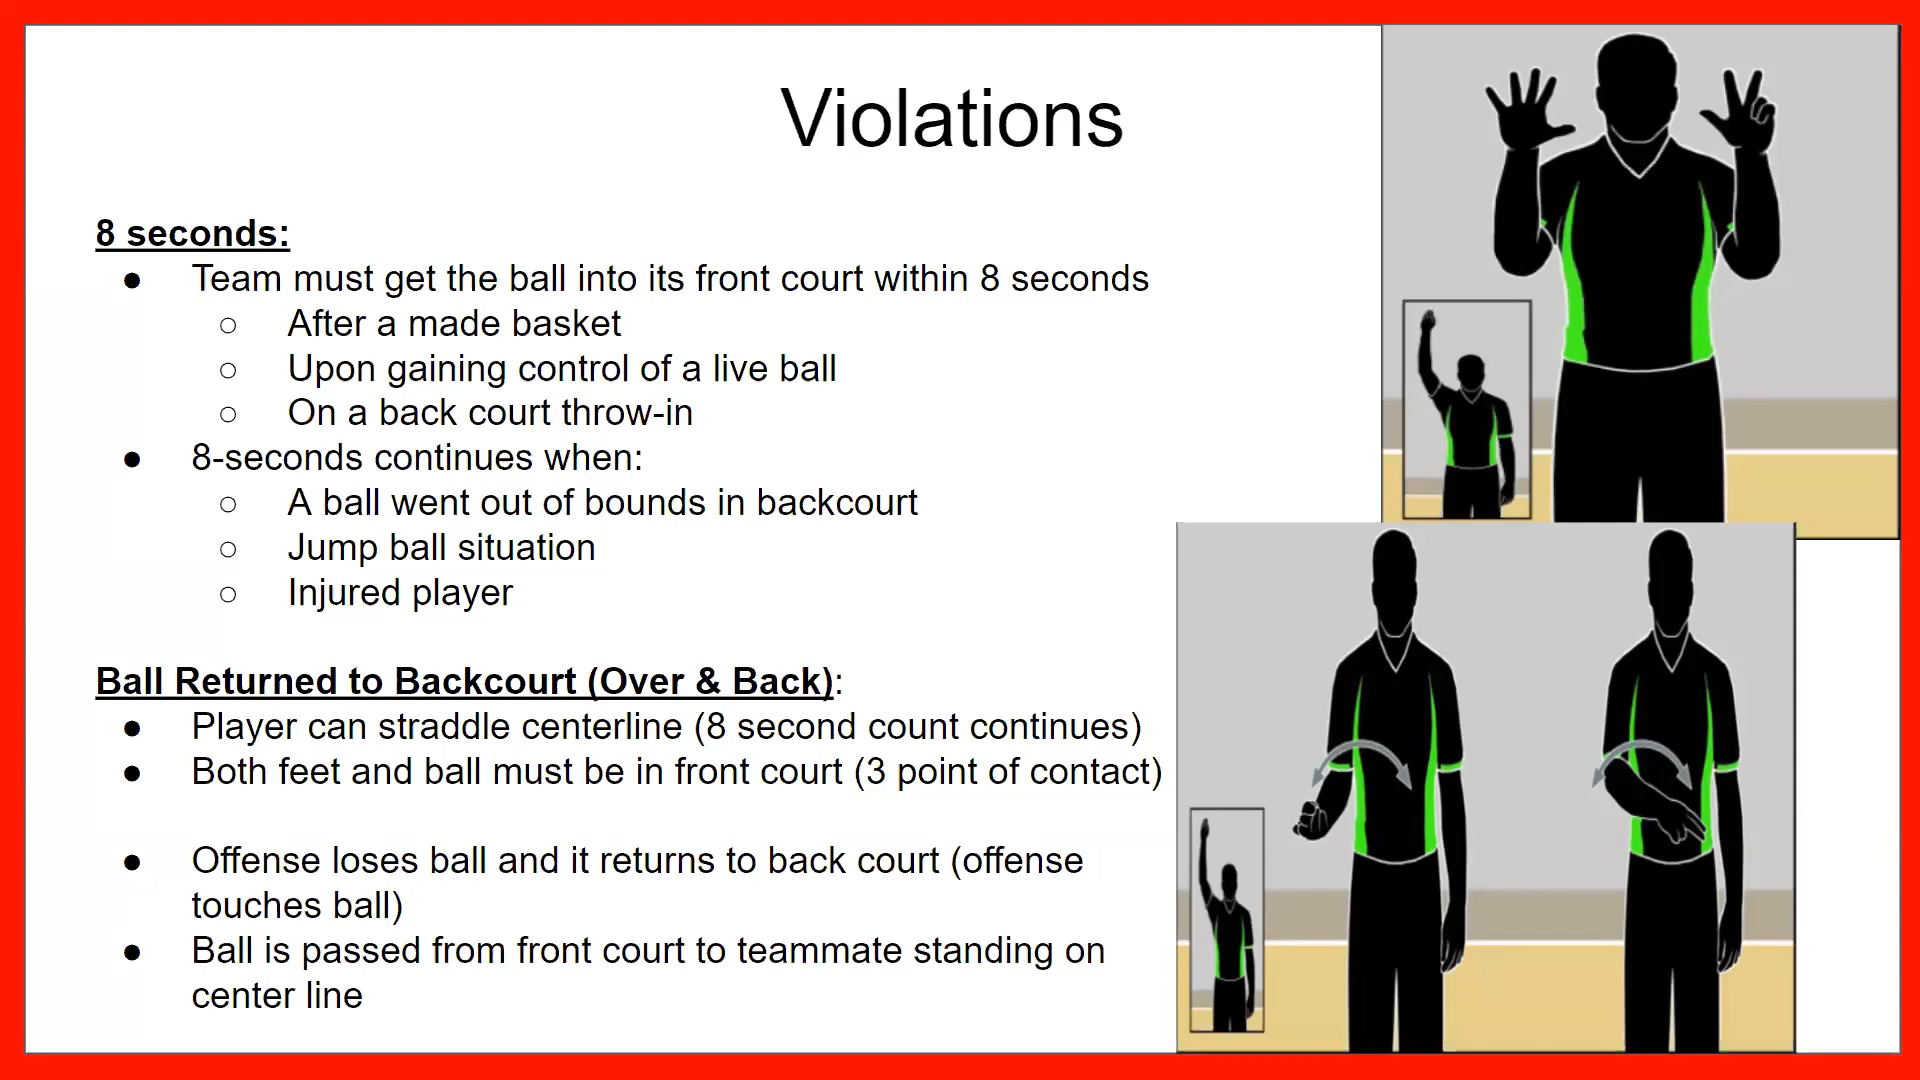 Violations
8 seconds:
● Team must get the ball into its front court within 8 seconds
○ After a made basket
○ Upon gaining control of a live ball
○ On a back court throw-in
● 8-seconds continues when:
○ A ball went out of bounds in backcourt
○ Jump ball situation
○ Injured player
Ball Returned to Backcourt (Over & Back):
● Player can straddle centerline (8 second count continues)
● Both feet and ball must be in front court (3 point of contact)
● Offense loses ball and it returns to back court (offense
touches ball)
● Ball is passed from front court to teammate standing on
center line